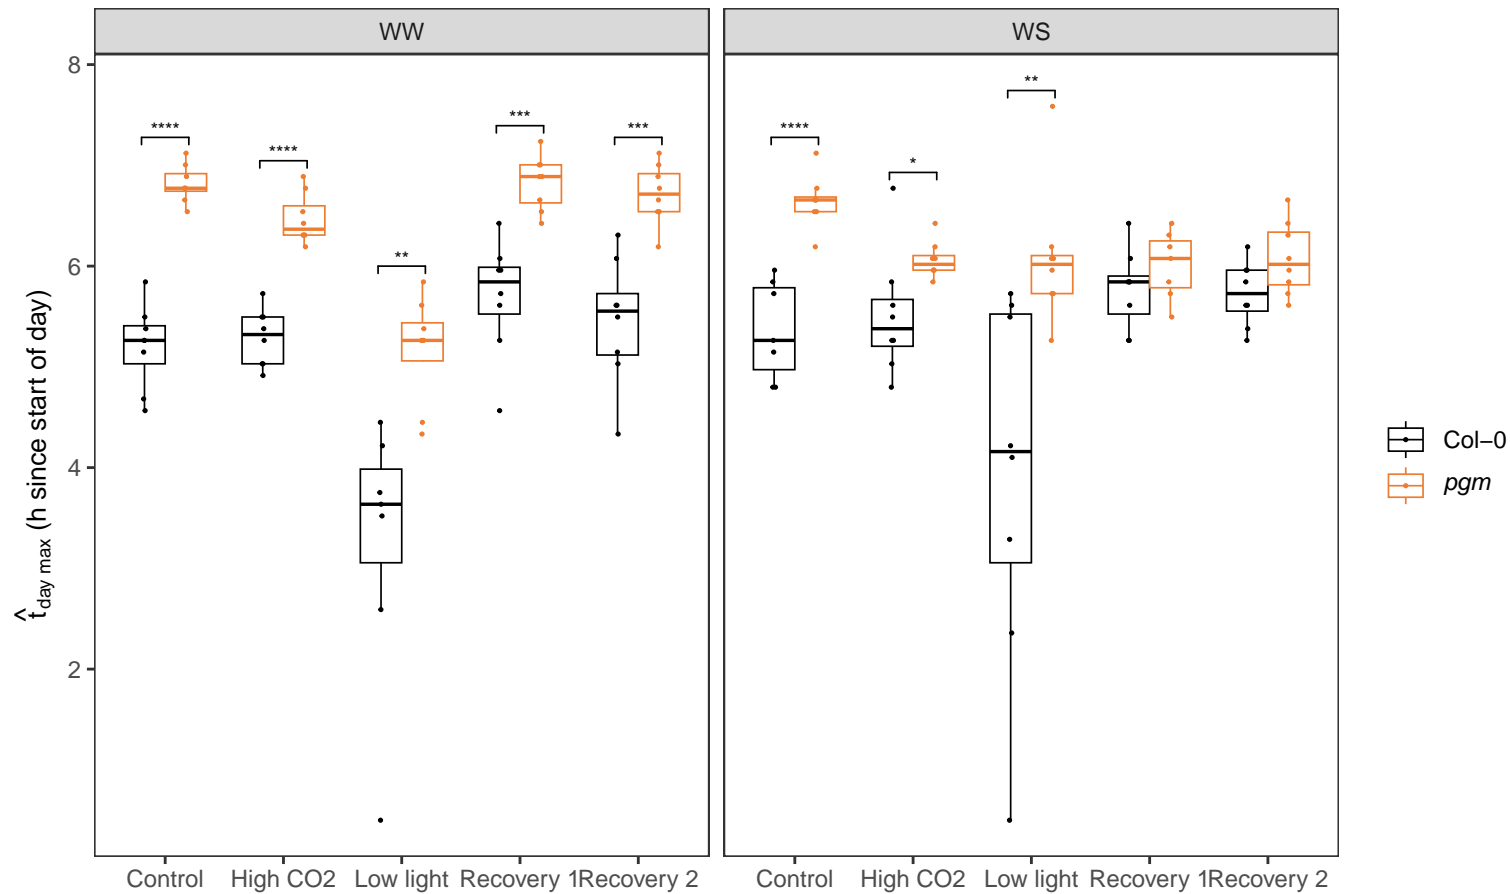 WW WS
8
6
4
2
t̂day max (h since start of day)
**** **** ** *** ***
**** * **
Control High CO2 Low light Recovery 1 Recovery 2
Control High CO2 Low light Recovery 1 Recovery 2
Col−0
pgm